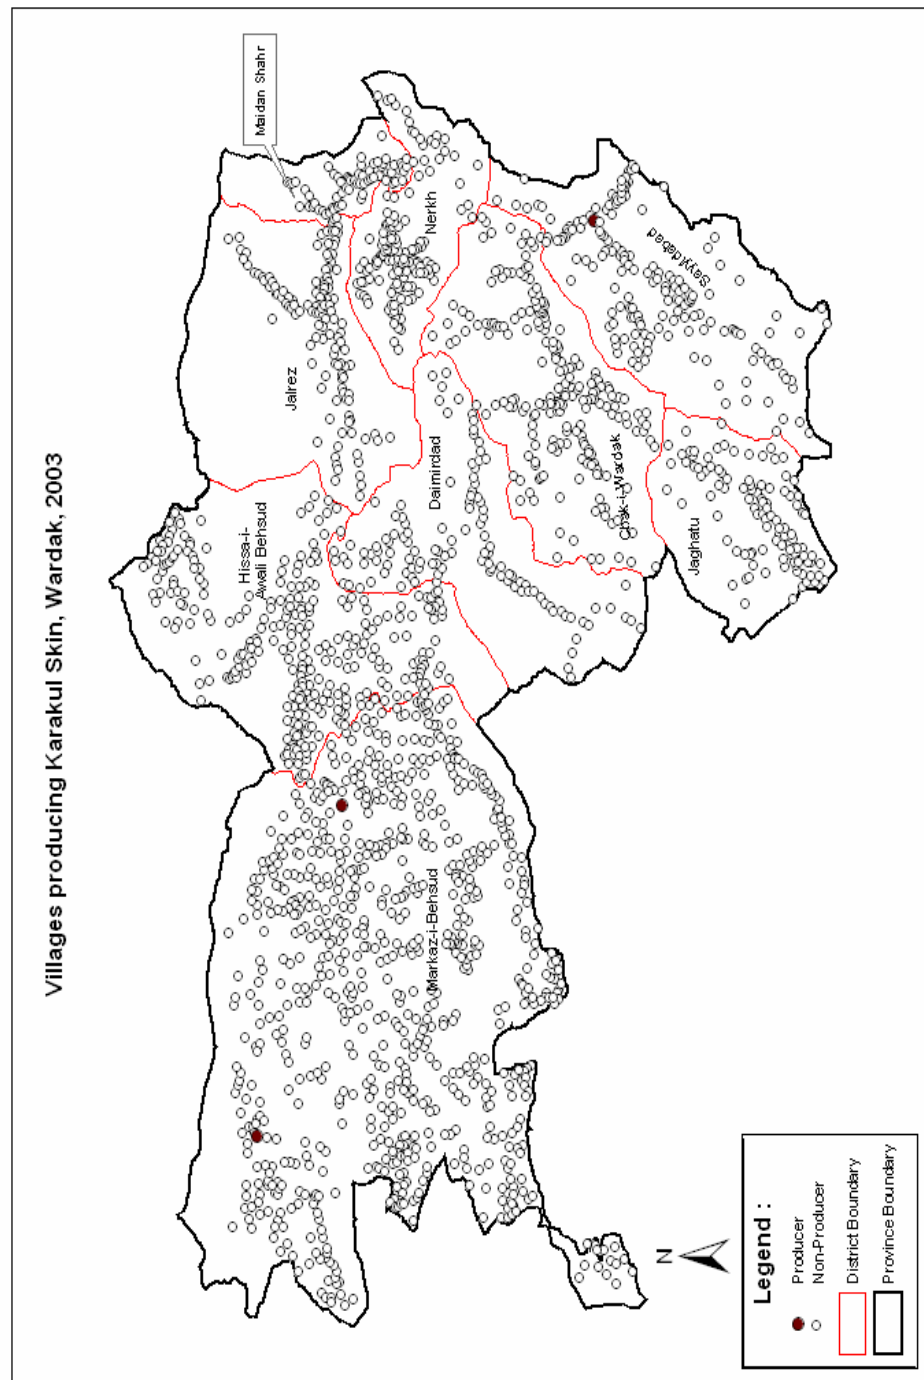 Villages producing Karakul Skin, Wardak, 2003
Maidan Shahr
Jalrez
Nerkh
Hissa-i-
Awali Behsud
Daimirdad
Sayyidabad
Chak-i-Wardak
Jaghatu
Markaz-i-Behsud
N
Legend :
Producer
Non-Producer
District Boundary
Province Boundary